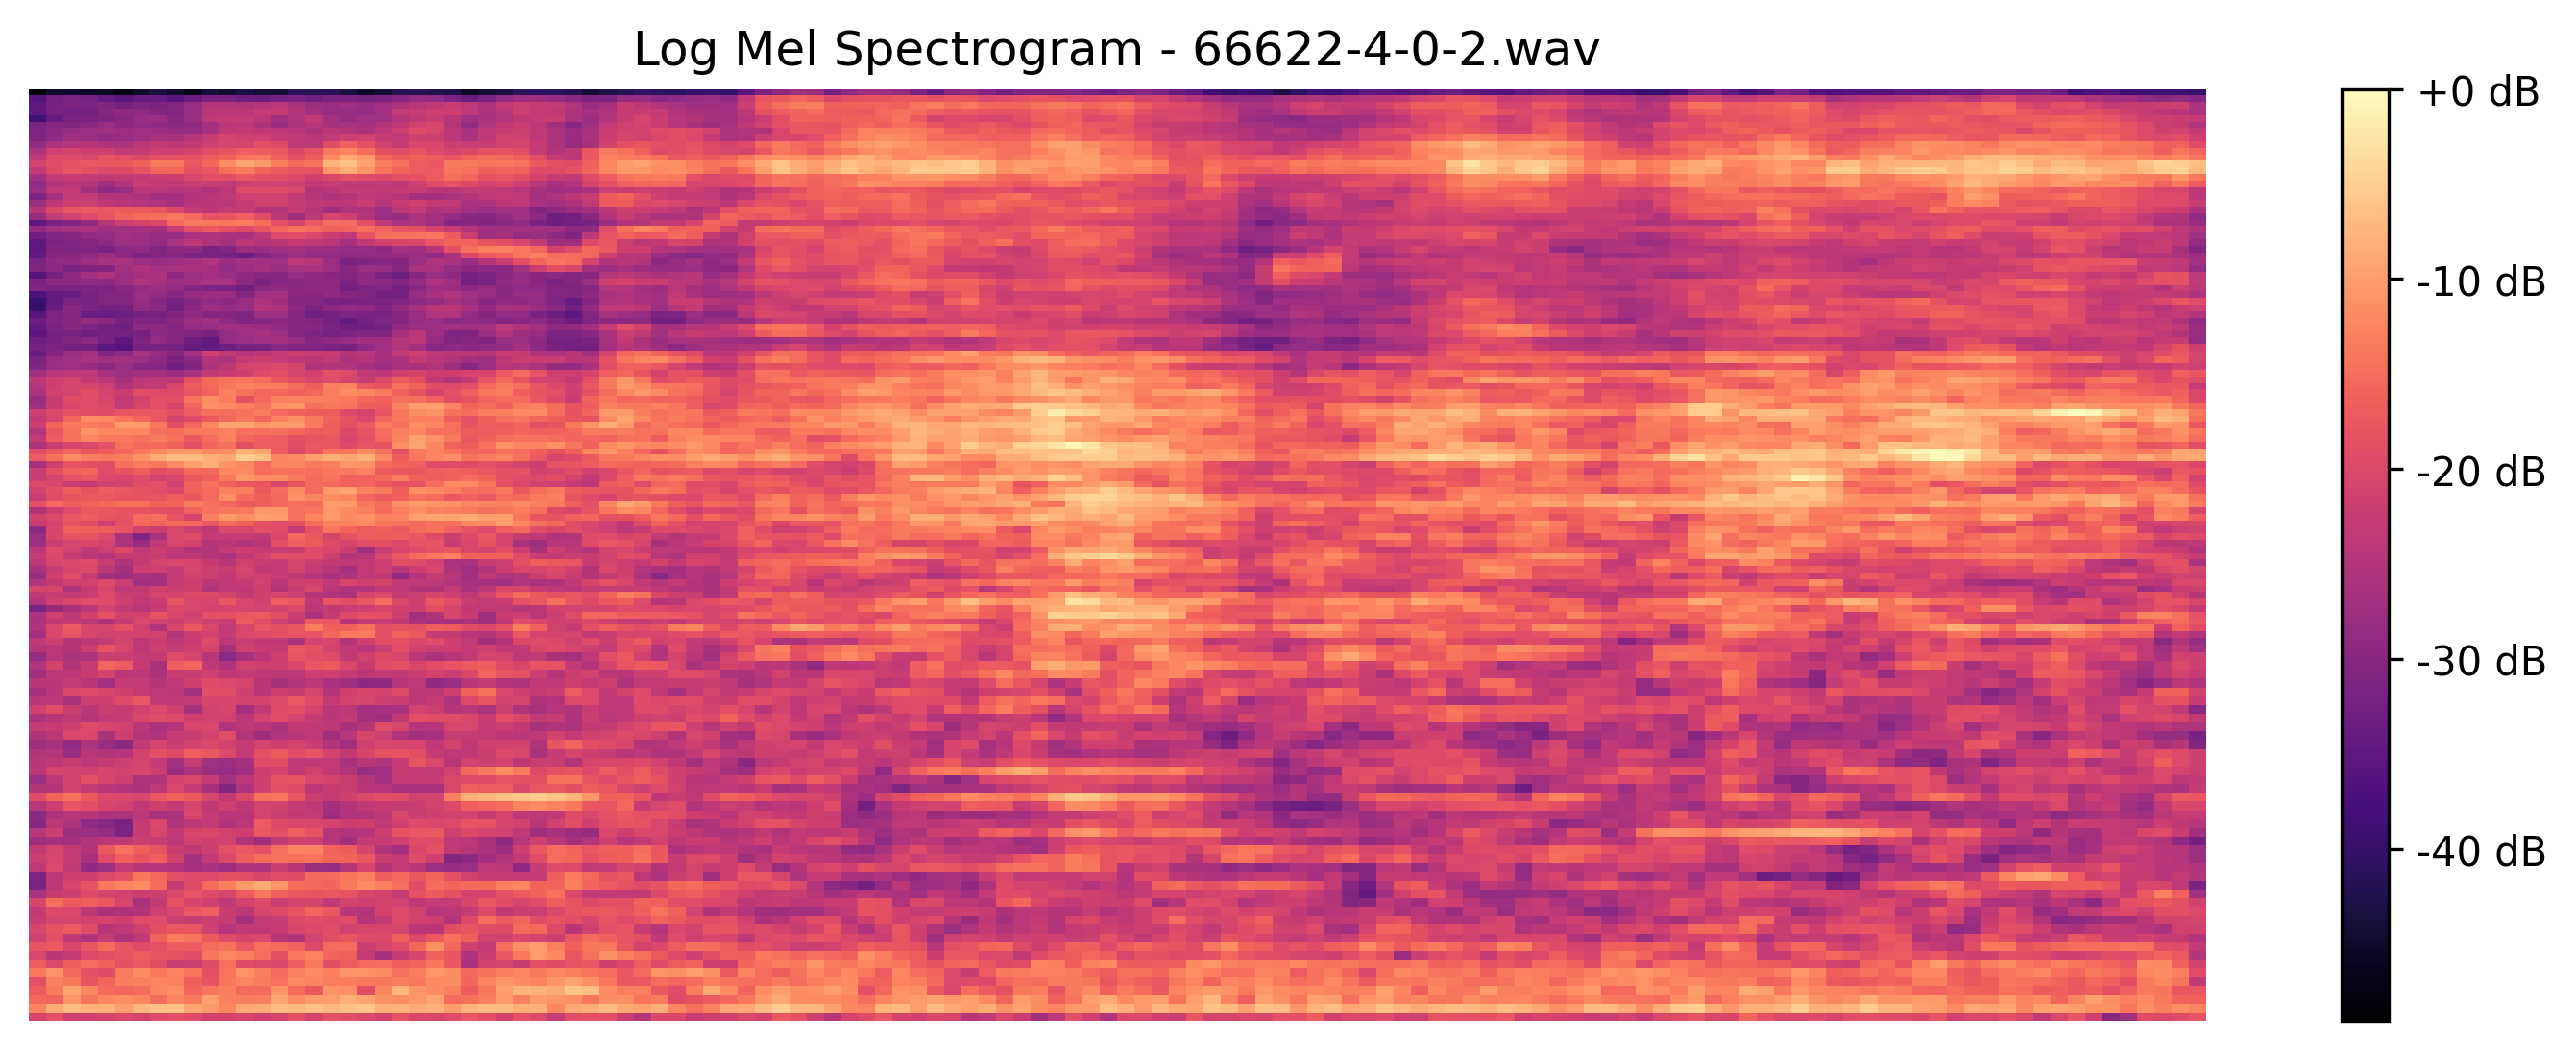 Log Mel Spectrogram - 66622-4-0-2.wav
+0 dB
-10 dB
-20 dB
-30 dB
-40 dB